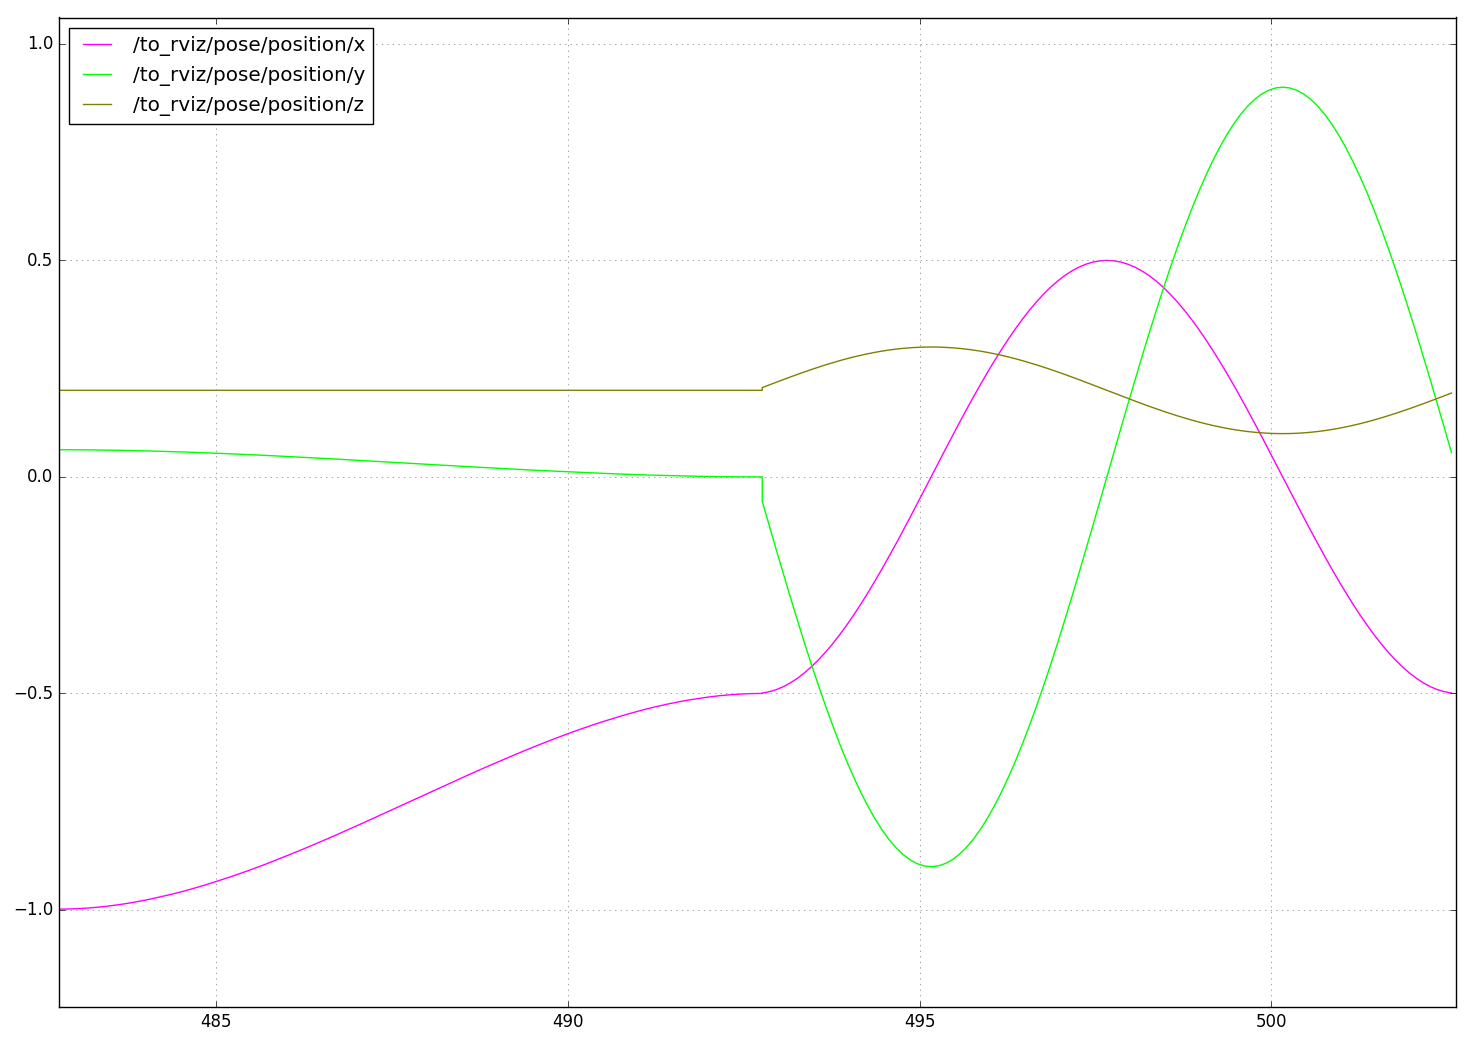 /to_rviz/pose/position/x
/to_rviz/pose/position/y
/to_rviz/pose/position/z
1.0
0.5
0.0
−0.5
−1.0
485 490 495 500